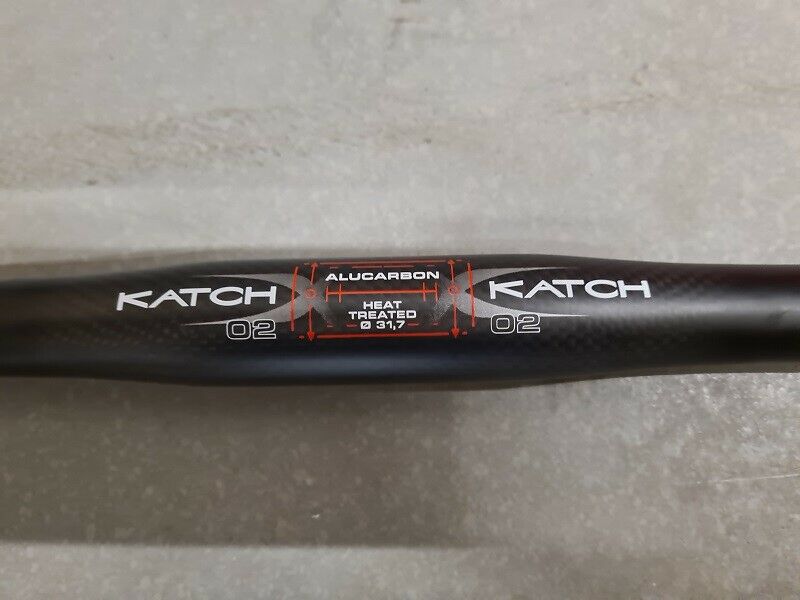 KATCH
02
ALUCARBON
HEAT
TREATED
Ø 31,7
KATCH
02